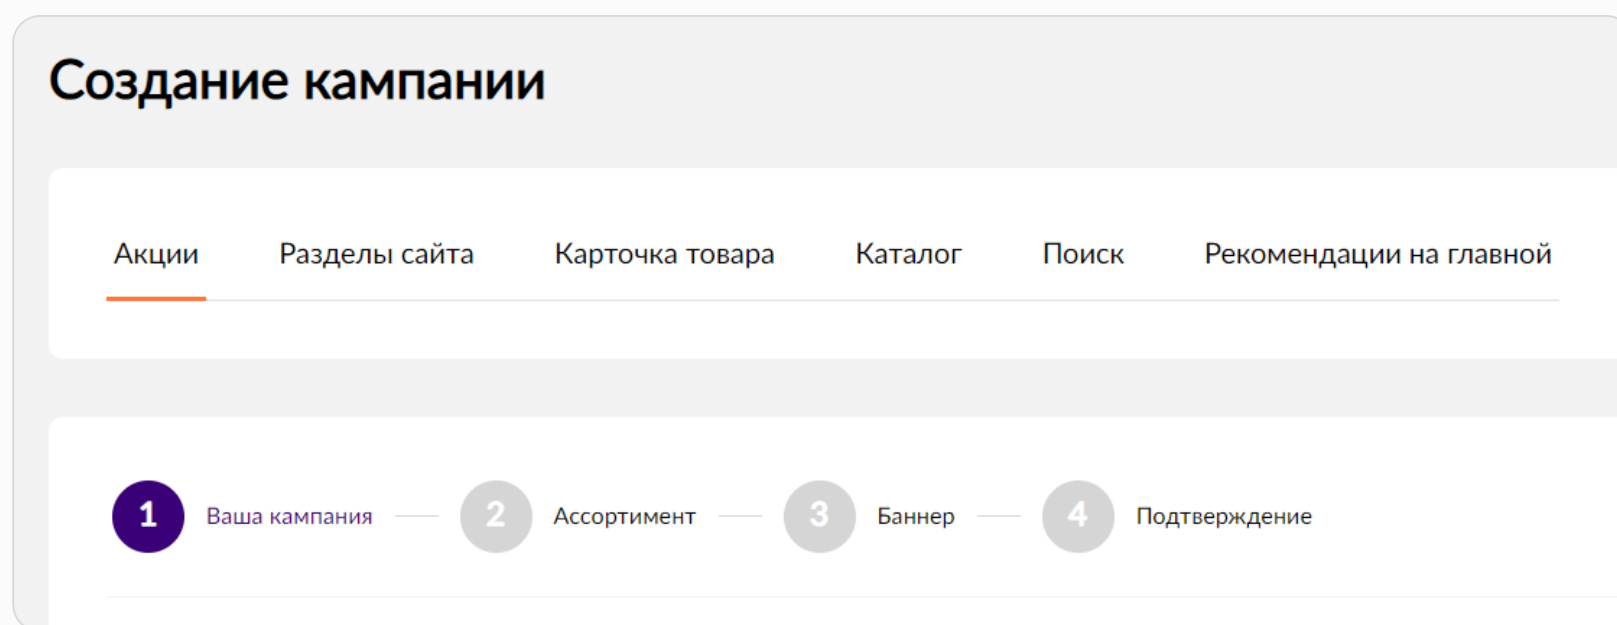 Создание кампании
Акции Разделы сайта Карточка товара Каталог Поиск Рекомендации на главной
1 Ваша кампания 2 Ассортимент 3 Баннер 4 Подтверждение